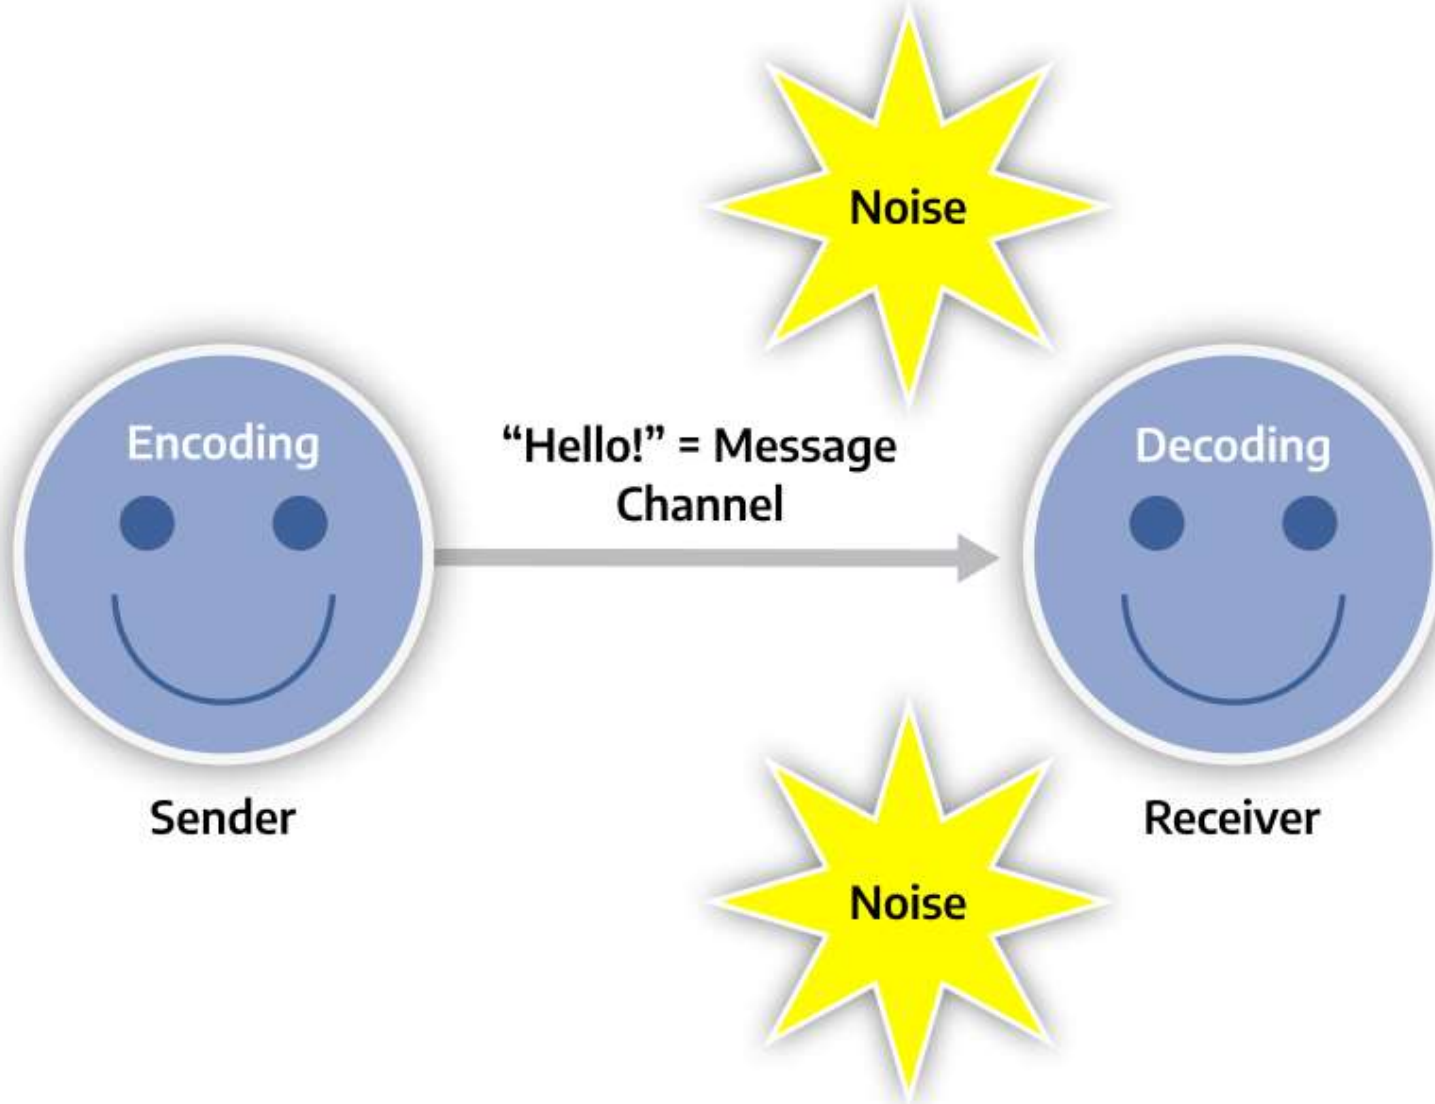 Noise
Encoding
“Hello!” = Message
Channel
Decoding
Sender
Receiver
Noise